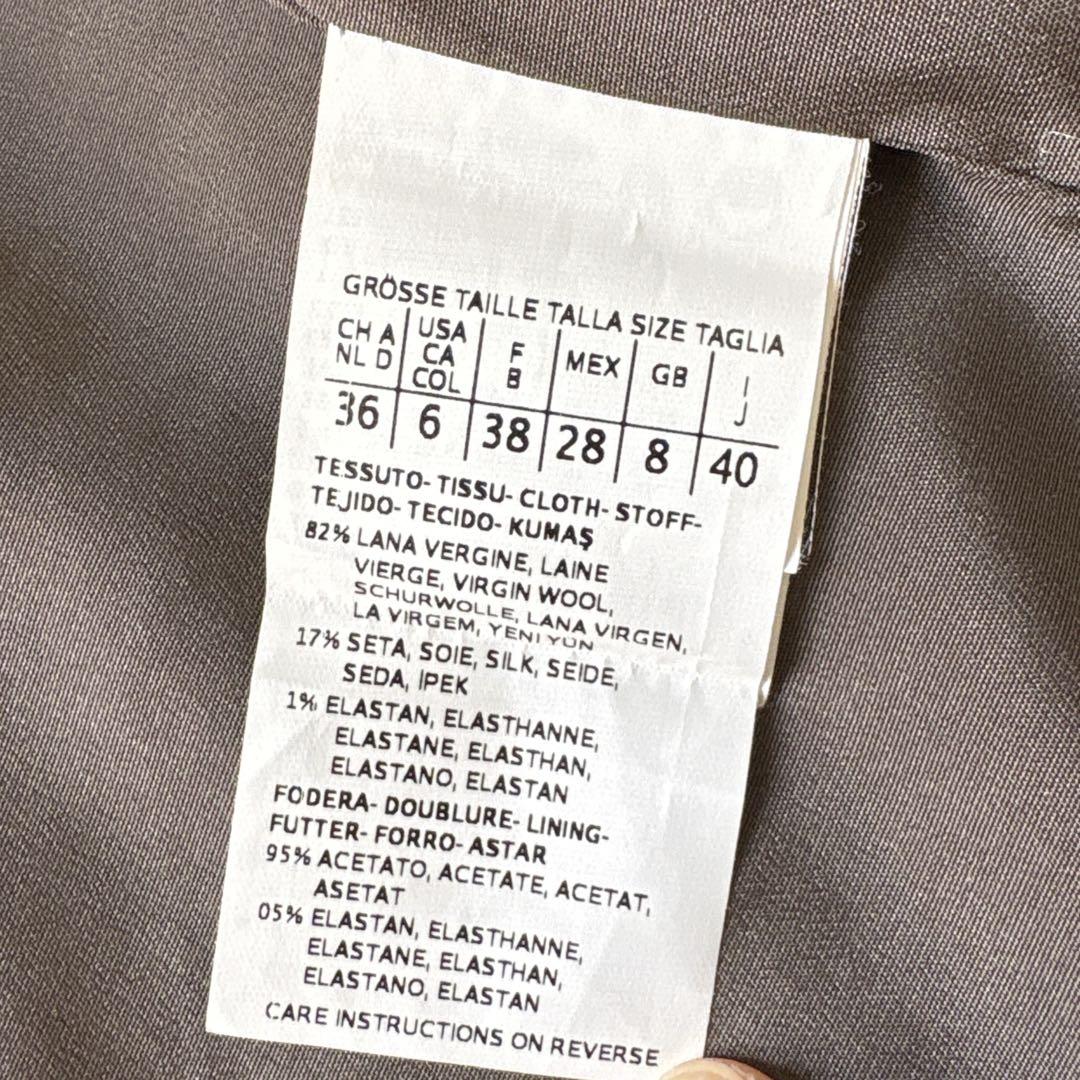 GRÖSSE TAILLE TALLA SIZE TAGLIA
CH A USA F MEX GB I
NL D CA B J
COL
36 6 38 28 8 40
TESSUTO- TISSU- CLOTH- STOFF-
TEJIDO- TECIDO- KUMAŞ
82% LANA VERGINE, LAINE
VIERGE, VIRGIN WOOL,
SCHURWOLLE, LANA VIRGEN,
LA VIRGEM, YENI YÜN
17% SETA, SOIE, SILK, SEIDE,
SEDA, IPEK
1% ELASTAN, ELASTHANNE,
ELASTANE, ELASTHAN,
ELASTANO, ELASTAN
FODERA- DOUBLURE- LINING-
FUTTER- FORRO- ASTAR
95% ACETATO, ACETATE, ACETAT,
ASETAT
05% ELASTAN, ELASTHANNE,
ELASTANE, ELASTHAN,
ELASTANO, ELASTAN
CARE INSTRUCTIONS ON REVERSE